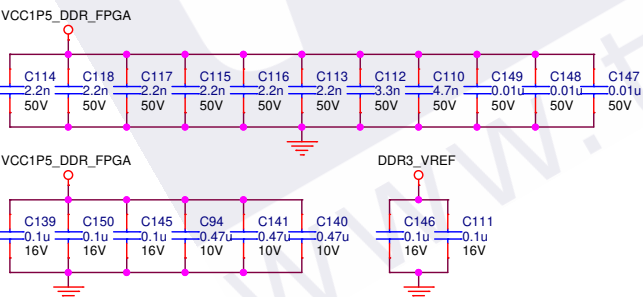 VCC1P5_DDR_FPGA
C114 C118 C117 C115 C116 C113 C112 C110 C149 C148 C147
2.2n 2.2n 2.2n 2.2n 2.2n 2.2n 3.3n 4.7n 0.01u 0.01u 0.01u
50V 50V 50V 50V 50V 50V 50V 50V 50V 50V 50V
VCC1P5_DDR_FPGA DDR3_VREF
C139 C150 C145 C94 C141 C140 C146 C111
0.1u 0.1u 0.1u 0.47u 0.47u 0.47u 0.1u 0.1u
16V 16V 16V 10V 10V 10V 16V 16V
www.t